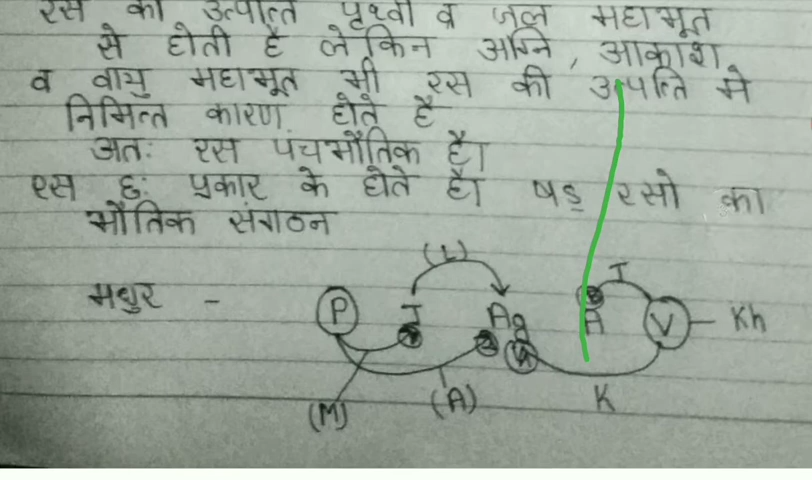 रस की उत्पत्ति पृथ्वी व जल महाभूत
से होती है लेकिन अग्नि, आकाश
व वायु महाभूत भी रस की उत्पत्ति मे
निमित्त कारण होते है
अतः रस पंचभौतिक है।
रस छः प्रकार के होते है। षड् रसो का
भौतिक संगठन
(L)
मधुर - P J Ag A J V - Kh
(M) (A) K